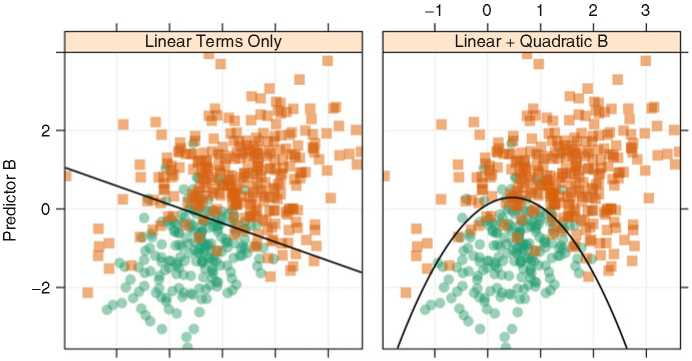 −1 0 1 2 3
Linear Terms Only Linear + Quadratic B
Predictor B
2
0
−2